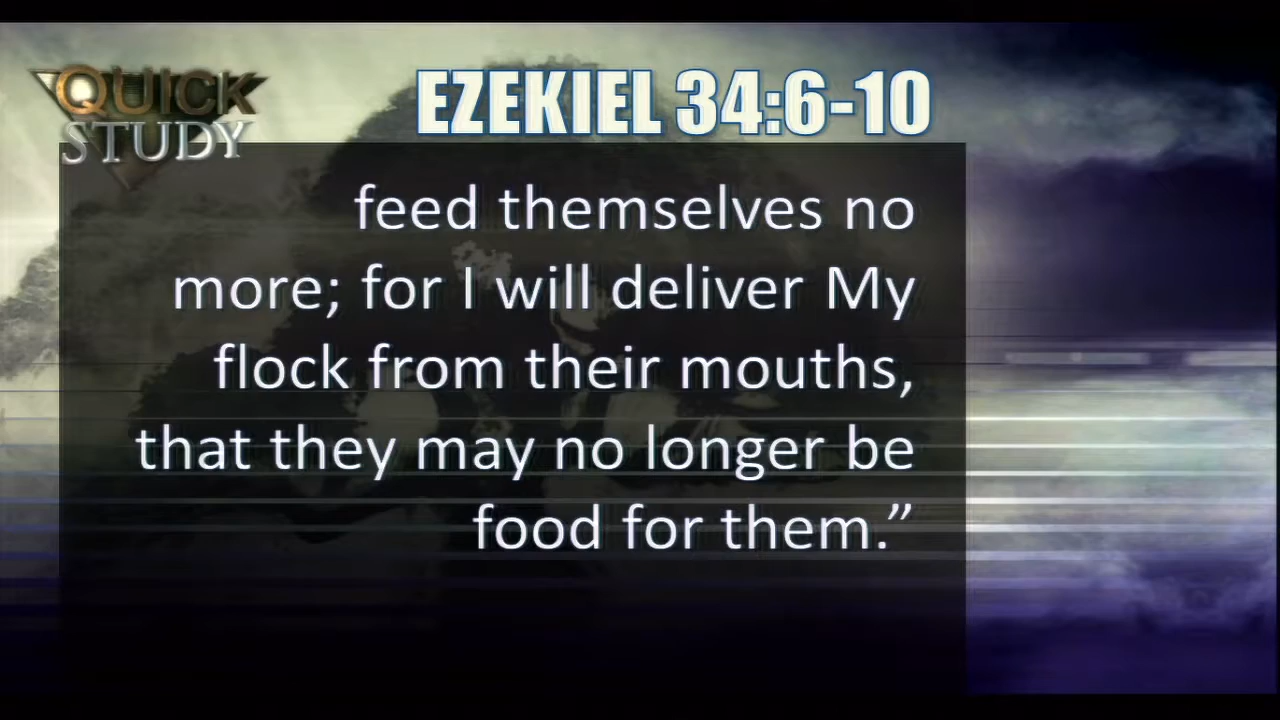 QUICK
STUDY
EZEKIEL 34:6-10
feed themselves no
more; for I will deliver My
flock from their mouths,
that they may no longer be
food for them.”